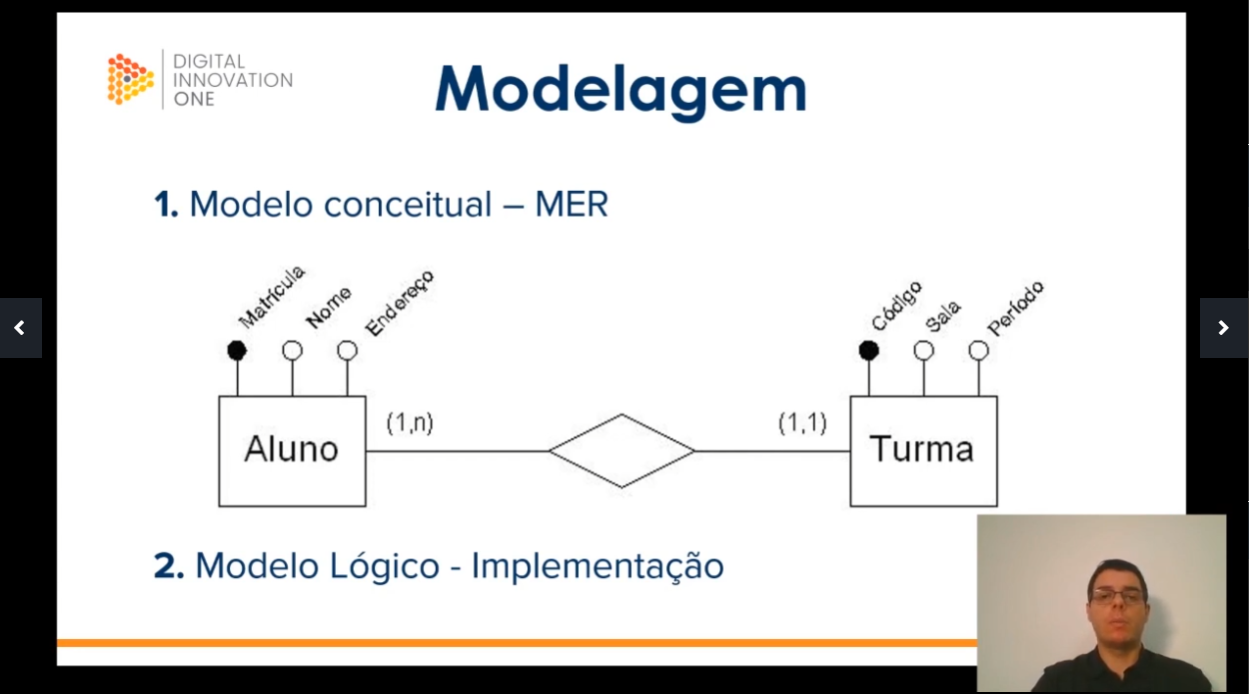 DIGITAL
INNOVATION
ONE
Modelagem
1. Modelo conceitual – MER
Matrícula
Nome
Endereço
Código
Sala
Período
(1,n)
(1,1)
Aluno
Turma
2. Modelo Lógico - Implementação